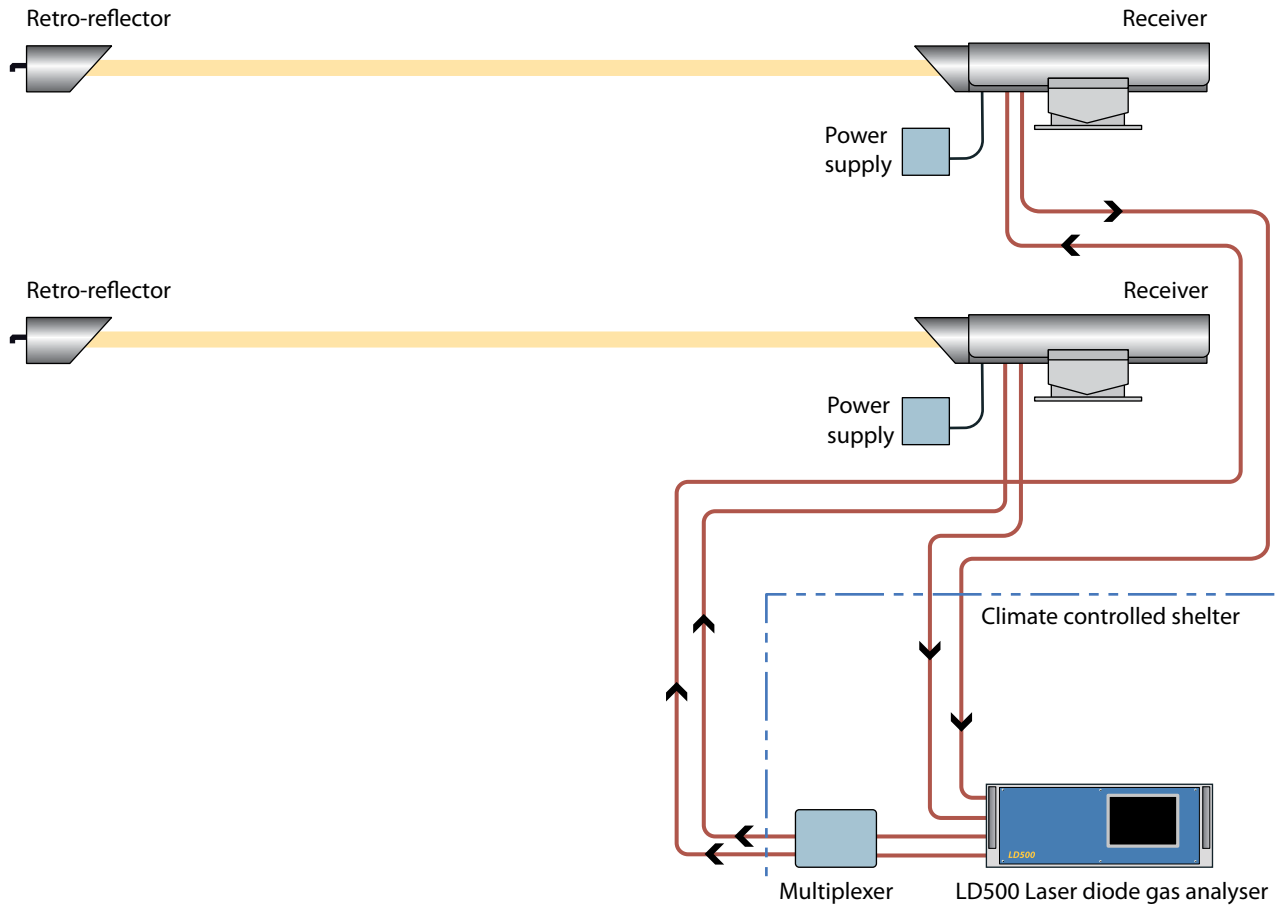 Retro-reflector
Receiver
Power
supply
Retro-reflector
Receiver
Power
supply
Climate controlled shelter
LD500
Multiplexer
LD500 Laser diode gas analyser